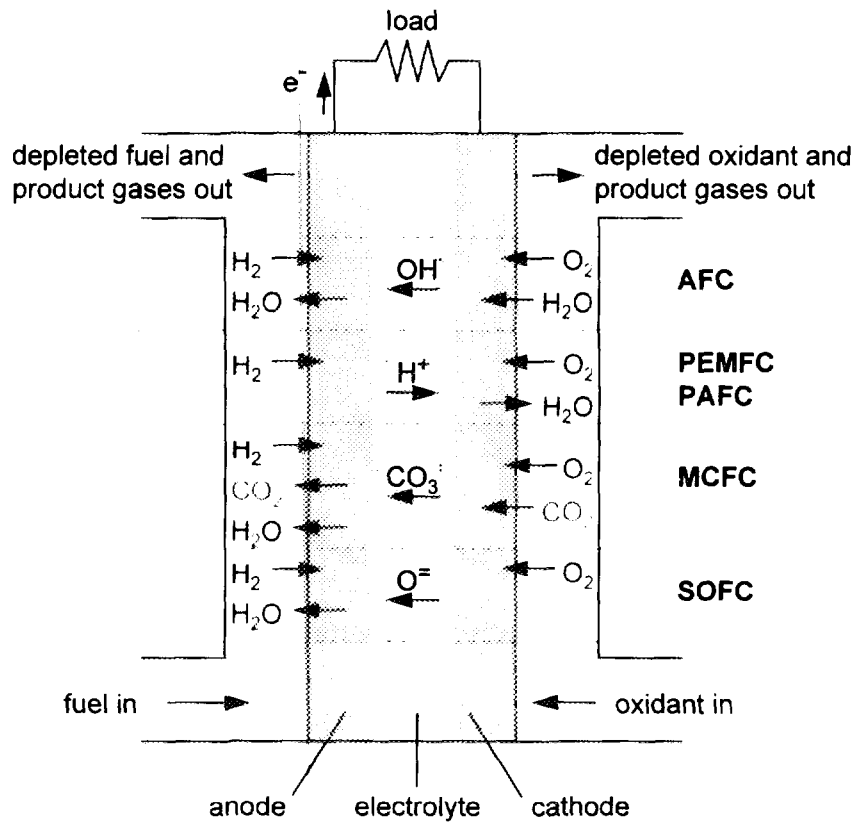 load
e⁻
depleted fuel and
product gases out
depleted oxidant and
product gases out
H₂
OH⁻
O₂
AFC
H₂O
H₂O
H₂
H⁺
O₂
PEMFC
PAFC
H₂O
H₂
CO₃⁼
O₂
MCFC
CO₂
CO
H₂O
H₂
O⁼
O₂
SOFC
H₂O
fuel in
oxidant in
anode
electrolyte
cathode